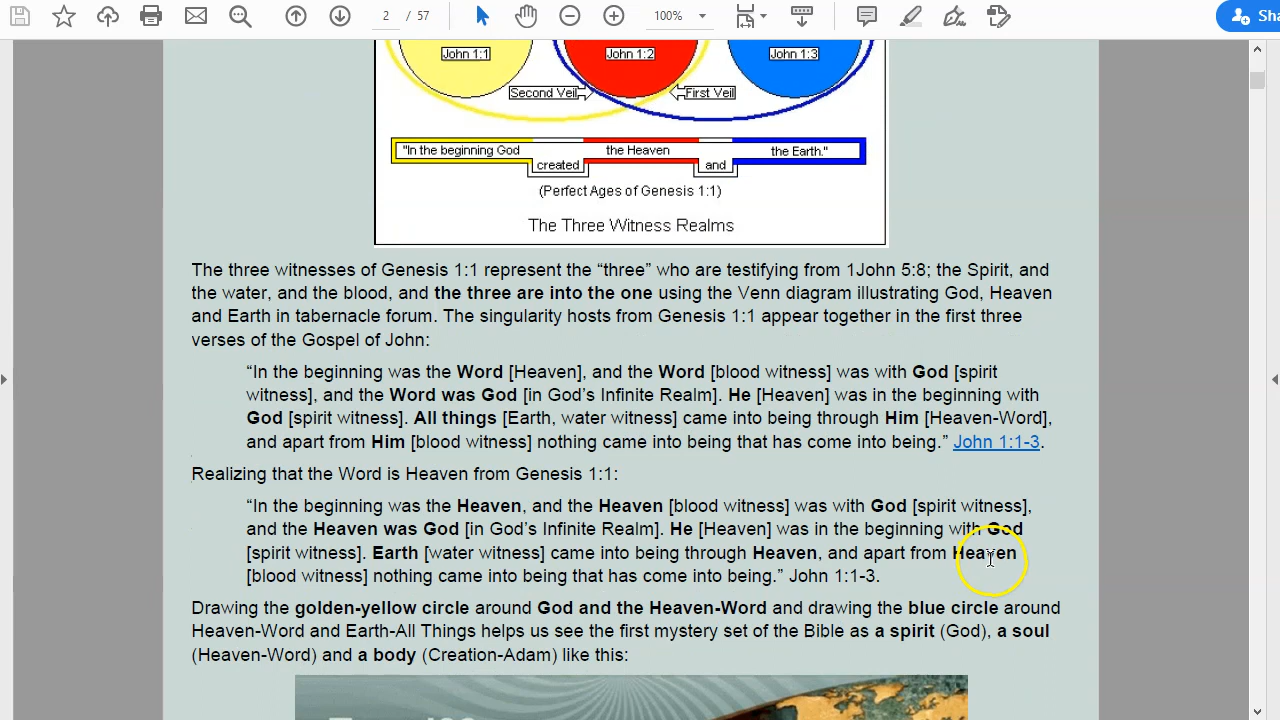 2 / 57
100%
Sha
John 1:1
John 1:2
John 1:3
Second Veil
First Veil
"In the beginning God
created
the Heaven
and
the Earth."
(Perfect Ages of Genesis 1:1)
The Three Witness Realms
The three witnesses of Genesis 1:1 represent the “three” who are testifying from 1John 5:8; the Spirit, and
the water, and the blood, and the three are into the one using the Venn diagram illustrating God, Heaven
and Earth in tabernacle forum. The singularity hosts from Genesis 1:1 appear together in the first three
verses of the Gospel of John:
“In the beginning was the Word [Heaven], and the Word [blood witness] was with God [spirit
witness], and the Word was God [in God’s Infinite Realm]. He [Heaven] was in the beginning with
God [spirit witness]. All things [Earth, water witness] came into being through Him [Heaven-Word],
and apart from Him [blood witness] nothing came into being that has come into being.” John 1:1-3.
Realizing that the Word is Heaven from Genesis 1:1:
“In the beginning was the Heaven, and the Heaven [blood witness] was with God [spirit witness],
and the Heaven was God [in God’s Infinite Realm]. He [Heaven] was in the beginning with God
[spirit witness]. Earth [water witness] came into being through Heaven, and apart from Heaven
[blood witness] nothing came into being that has come into being.” John 1:1-3.
Drawing the golden-yellow circle around God and the Heaven-Word and drawing the blue circle around
Heaven-Word and Earth-All Things helps us see the first mystery set of the Bible as a spirit (God), a soul
(Heaven-Word) and a body (Creation-Adam) like this: